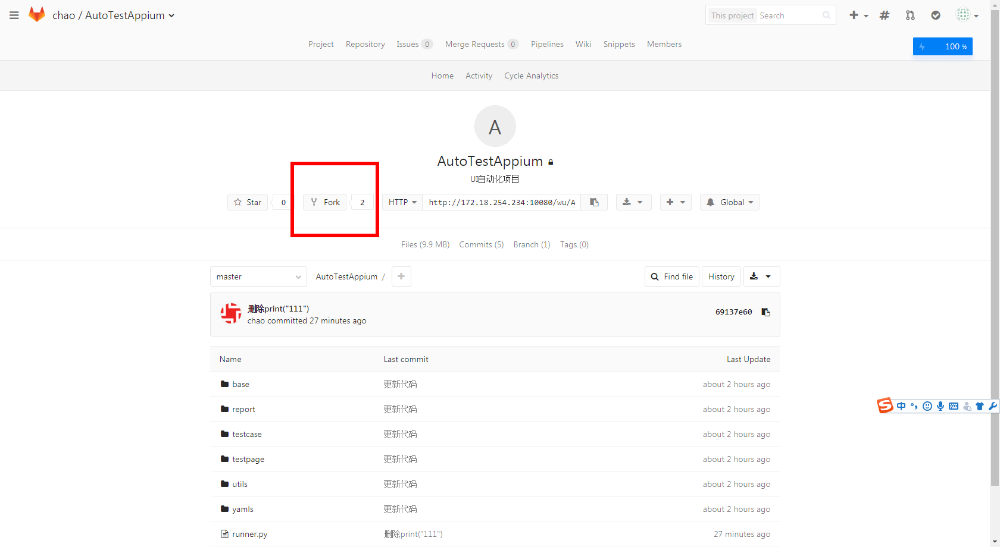 chao / AutoTestAppium
This project Search
Project Repository Issues 0 Merge Requests 0 Pipelines Wiki Snippets Members
100 %
Home Activity Cycle Analytics
A
AutoTestAppium
UI自动化项目
Star 0 Fork 2 HTTP http://172.18.254.234:10080/wu/A Global
Files (9.9 MB) Commits (5) Branch (1) Tags (0)
master AutoTestAppium / Find file History
删除print("111")
chao committed 27 minutes ago
69137e60
Name Last commit Last Update
base 更新代码 about 2 hours ago
report 更新代码 about 2 hours ago
testcase 更新代码 about 2 hours ago
testpage 更新代码 about 2 hours ago
utils 更新代码 about 2 hours ago
yamls 更新代码 about 2 hours ago
runner.py 删除print("111") 27 minutes ago
S 中